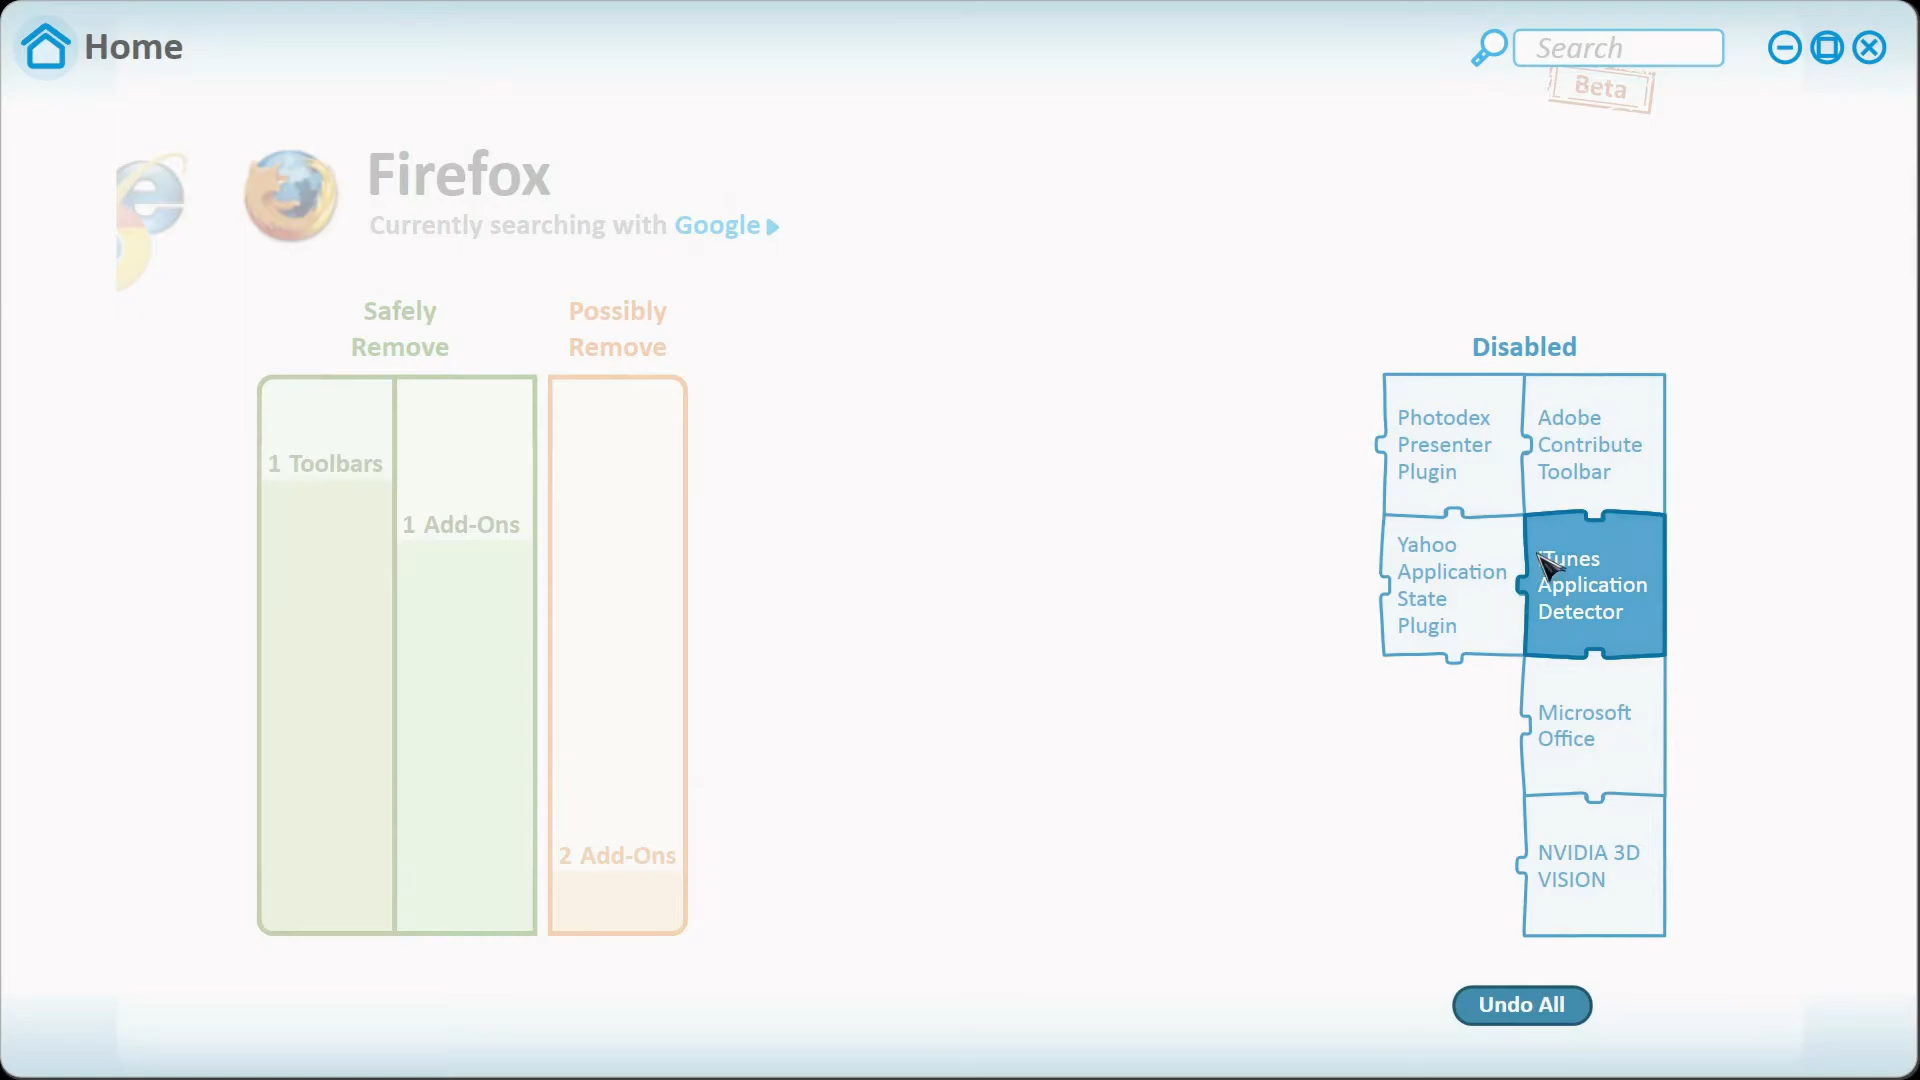 Home
Search
Beta
Firefox
Currently searching with Google
Safely
Remove
Possibly
Remove
1 Toolbars
1 Add-Ons
2 Add-Ons
Disabled
Photodex
Presenter
Plugin
Adobe
Contribute
Toolbar
Yahoo
Application
State
Plugin
iTunes
Application
Detector
Microsoft
Office
NVIDIA 3D
VISION
Undo All